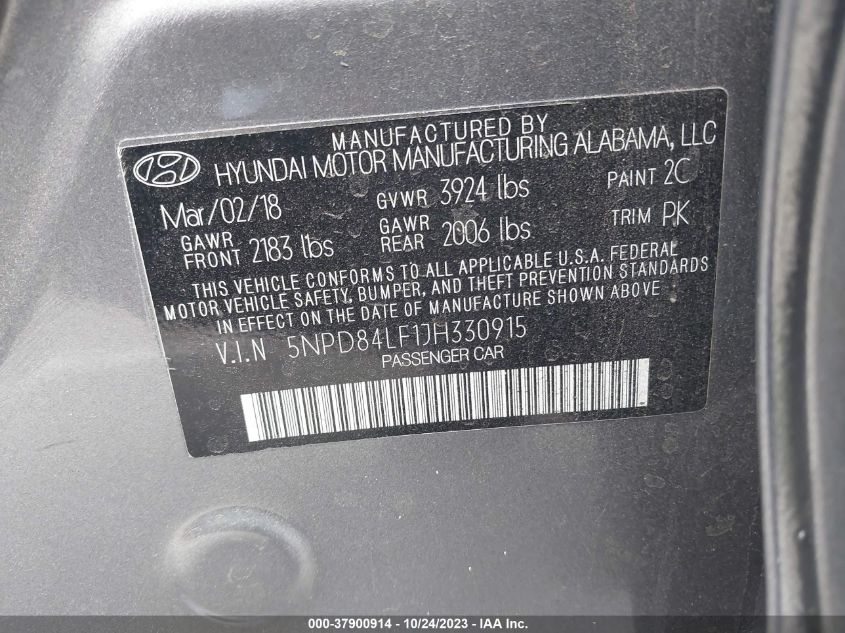 MANUFACTURED BY
HYUNDAI MOTOR MANUFACTURING ALABAMA, LLC
Mar/02/18 GVWR 3924 lbs PAINT 2C
GAWR FRONT 2183 lbs GAWR REAR 2006 lbs TRIM PK
THIS VEHICLE CONFORMS TO ALL APPLICABLE U.S.A. FEDERAL
MOTOR VEHICLE SAFETY, BUMPER, AND THEFT PREVENTION STANDARDS
IN EFFECT ON THE DATE OF MANUFACTURE SHOWN ABOVE
V.I.N 5NPD84LF1JH330915
PASSENGER CAR
000-37900914 - 10/24/2023 - IAA Inc.